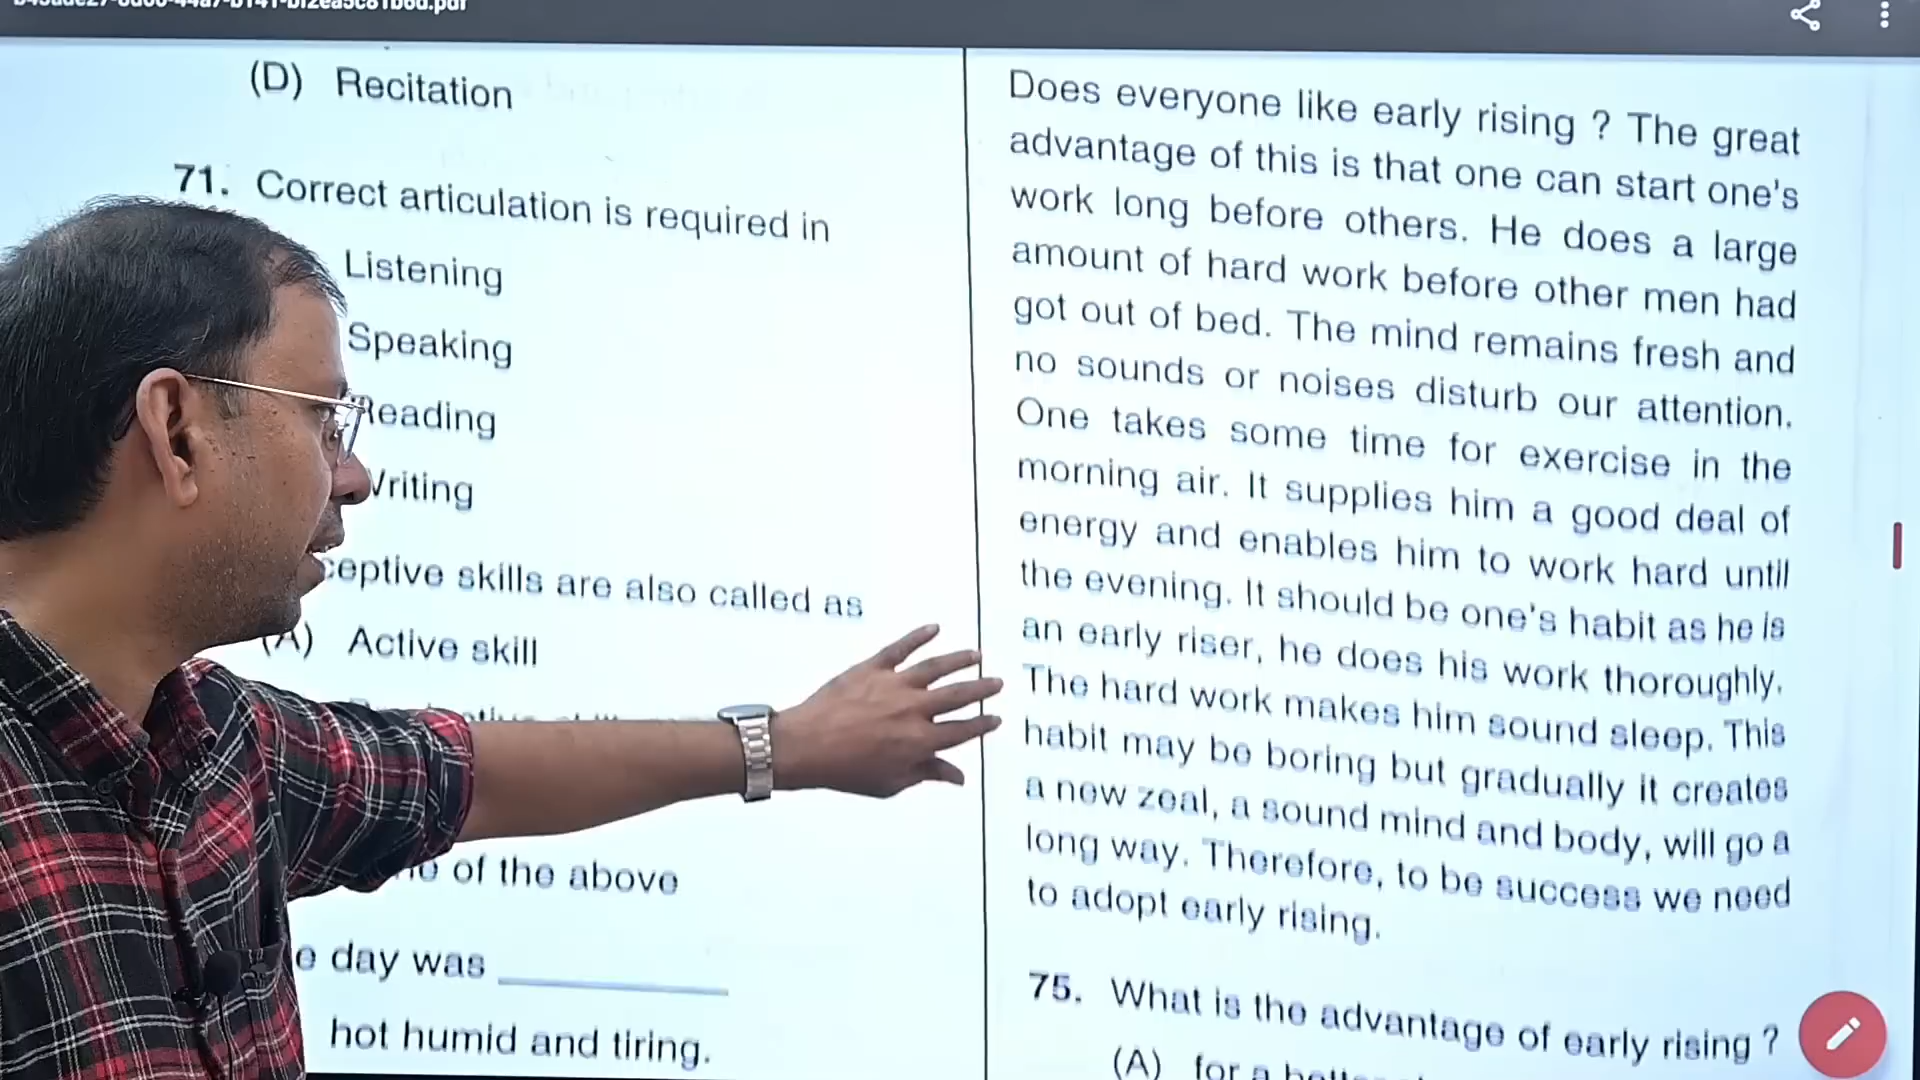 (D) Recitation
71. Correct articulation is required in
Listening
Speaking
Reading
Writing
ceptive skills are also called as
(A) Active skill
of the above
e day was ________
hot humid and tiring.
Does everyone like early rising ? The great
advantage of this is that one can start one's
work long before others. He does a large
amount of hard work before other men had
got out of bed. The mind remains fresh and
no sounds or noises disturb our attention.
One takes some time for exercise in the
morning air. It supplies him a good deal of
energy and enables him to work hard until
the evening. It should be one's habit as he is
an early riser, he does his work thoroughly.
The hard work makes him sound sleep. This
habit may be boring but gradually it creates
a new zeal, a sound mind and body, will go a
long way. Therefore, to be success we need
to adopt early rising.
75. What is the advantage of early rising ?
(A) for a